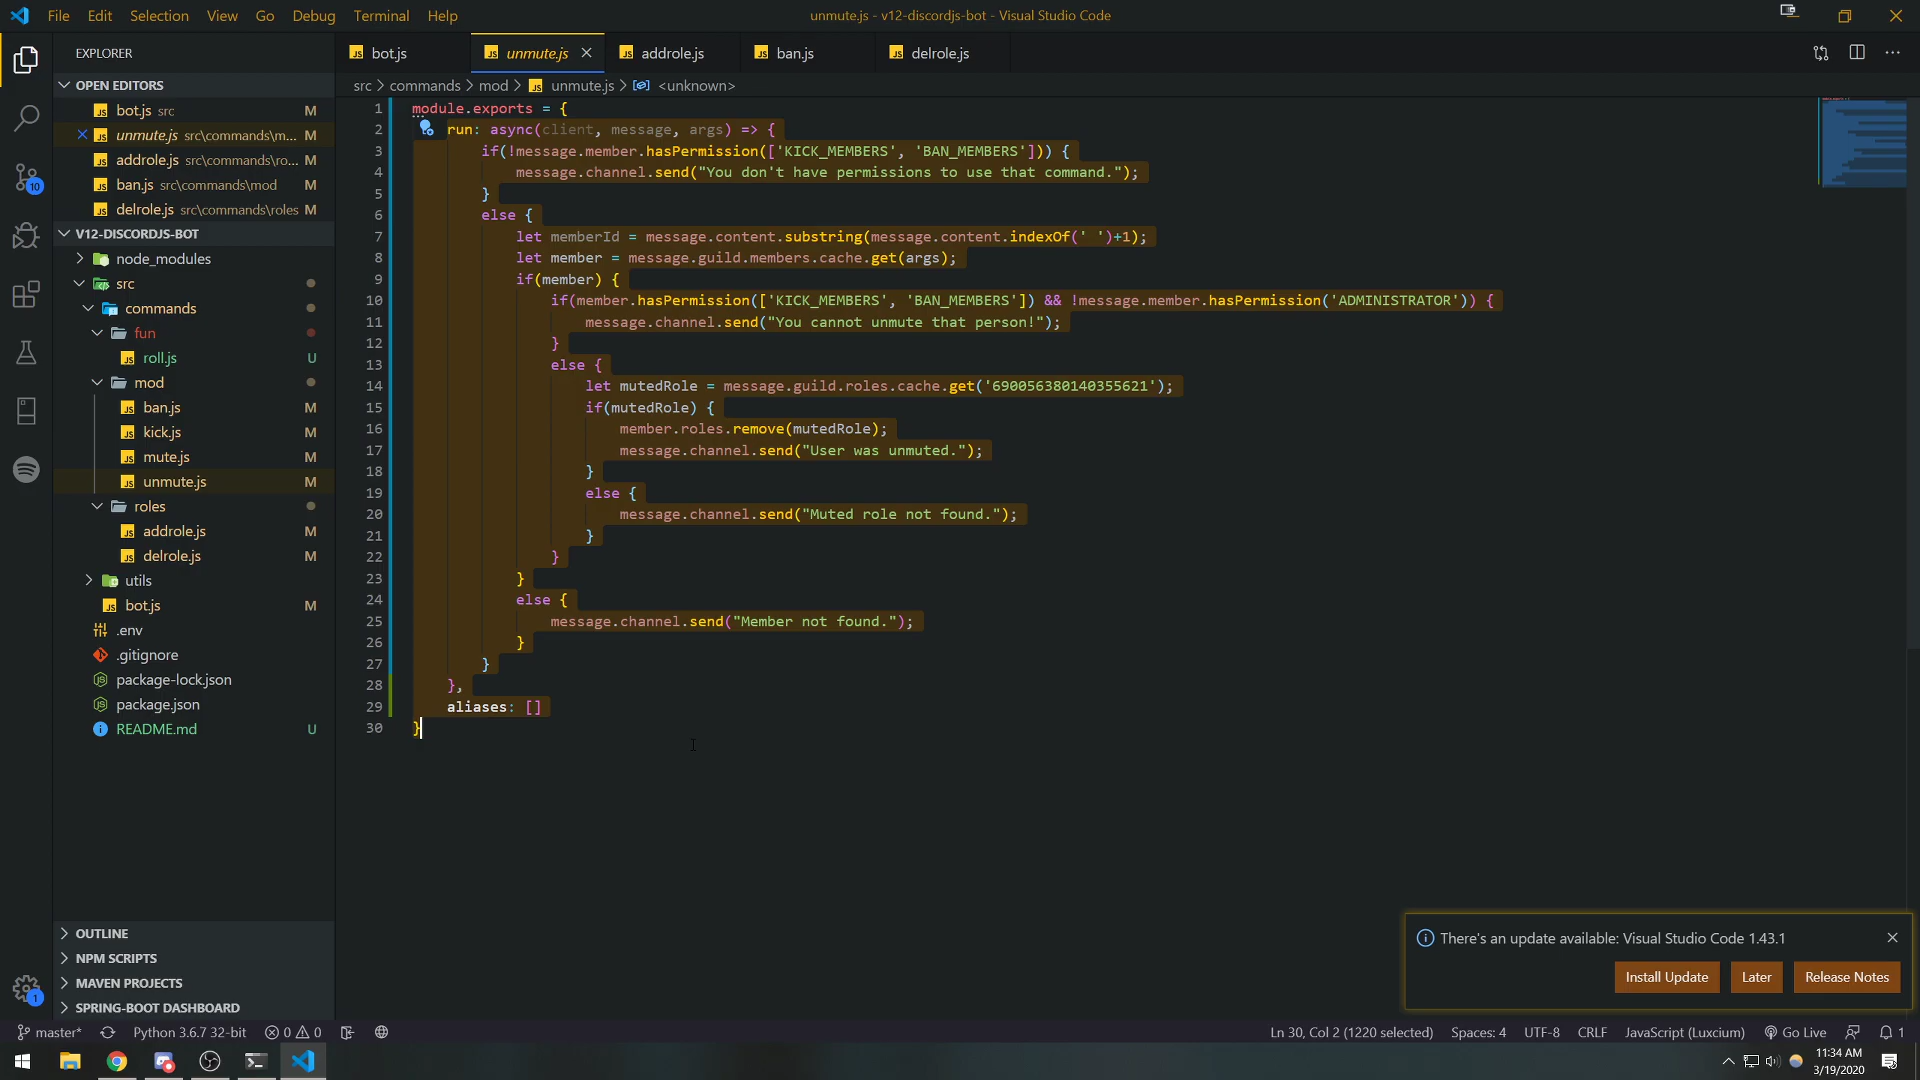 File Edit Selection View Go Debug Terminal Help
unmute.js - v12-discordjs-bot - Visual Studio Code
EXPLORER
OPEN EDITORS
bot.js src M
unmute.js src\commands\m... M
addrole.js src\commands\ro... M
ban.js src\commands\mod M
delrole.js src\commands\roles M
V12-DISCORDJS-BOT
node_modules
src
commands
fun
roll.js U
mod
ban.js M
kick.js M
mute.js M
unmute.js M
roles
addrole.js M
delrole.js M
utils
bot.js M
.env
.gitignore
package-lock.json
package.json
README.md U
OUTLINE
NPM SCRIPTS
MAVEN PROJECTS
SPRING-BOOT DASHBOARD
10
1
bot.js unmute.js addrole.js ban.js delrole.js
src > commands > mod > unmute.js > <unknown>
1 module.exports = {
2 run: async(client, message, args) => {
3 if(!message.member.hasPermission(['KICK_MEMBERS', 'BAN_MEMBERS'])) {
4 message.channel.send("You don't have permissions to use that command.");
5 }
6 else {
7 let memberId = message.content.substring(message.content.indexOf(' ')+1);
8 let member = message.guild.members.cache.get(args);
9 if(member) {
10 if(member.hasPermission(['KICK_MEMBERS', 'BAN_MEMBERS']) && !message.member.hasPermission('ADMINISTRATOR')) {
11 message.channel.send("You cannot unmute that person!");
12 }
13 else {
14 let mutedRole = message.guild.roles.cache.get('690056380140355621');
15 if(mutedRole) {
16 member.roles.remove(mutedRole);
17 message.channel.send("User was unmuted.");
18 }
19 else {
20 message.channel.send("Muted role not found.");
21 }
22 }
23 }
24 else {
25 message.channel.send("Member not found.");
26 }
27 }
28 },
29 aliases: []
30 }
There's an update available: Visual Studio Code 1.43.1
Install Update Later Release Notes
master* Python 3.6.7 32-bit 0 0 Ln 30, Col 2 (1220 selected) Spaces: 4 UTF-8 CRLF JavaScript (Luxcium) Go Live 1
11:34 AM
3/19/2020